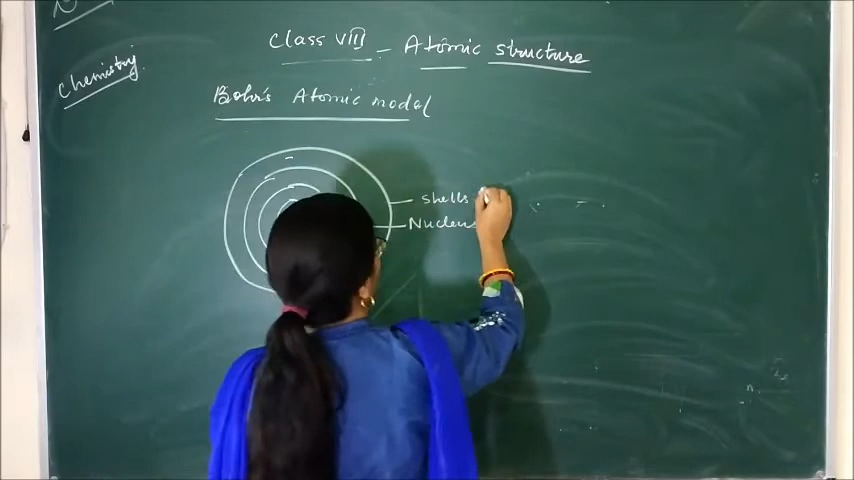 Class VIII - Atomic structure
Chemistry.
Bohr's Atomic model
shells
Nucleus